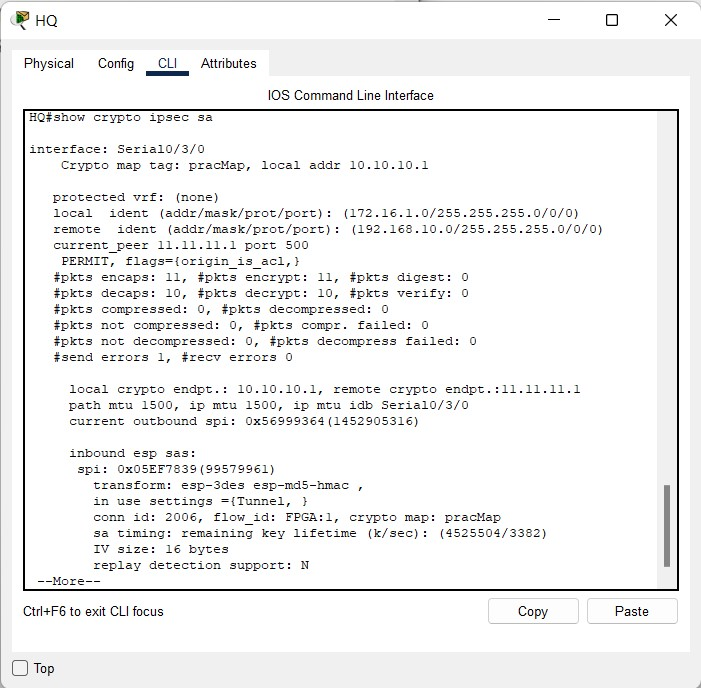 HQ
Physical Config CLI Attributes
IOS Command Line Interface
HQ#show crypto ipsec sa
interface: Serial0/3/0
Crypto map tag: pracMap, local addr 10.10.10.1
protected vrf: (none)
local ident (addr/mask/prot/port): (172.16.1.0/255.255.255.0/0/0)
remote ident (addr/mask/prot/port): (192.168.10.0/255.255.255.0/0/0)
current_peer 11.11.11.1 port 500
PERMIT, flags={origin_is_acl,}
#pkts encaps: 11, #pkts encrypt: 11, #pkts digest: 0
#pkts decaps: 10, #pkts decrypt: 10, #pkts verify: 0
#pkts compressed: 0, #pkts decompressed: 0
#pkts not compressed: 0, #pkts compr. failed: 0
#pkts not decompressed: 0, #pkts decompress failed: 0
#send errors 1, #recv errors 0
local crypto endpt.: 10.10.10.1, remote crypto endpt.:11.11.11.1
path mtu 1500, ip mtu 1500, ip mtu idb Serial0/3/0
current outbound spi: 0x56999364(1452905316)
inbound esp sas:
spi: 0x05EF7839(99579961)
transform: esp-3des esp-md5-hmac ,
in use settings ={Tunnel, }
conn id: 2006, flow_id: FPGA:1, crypto map: pracMap
sa timing: remaining key lifetime (k/sec): (4525504/3382)
IV size: 16 bytes
replay detection support: N
--More--
Ctrl+F6 to exit CLI focus
Copy Paste
Top